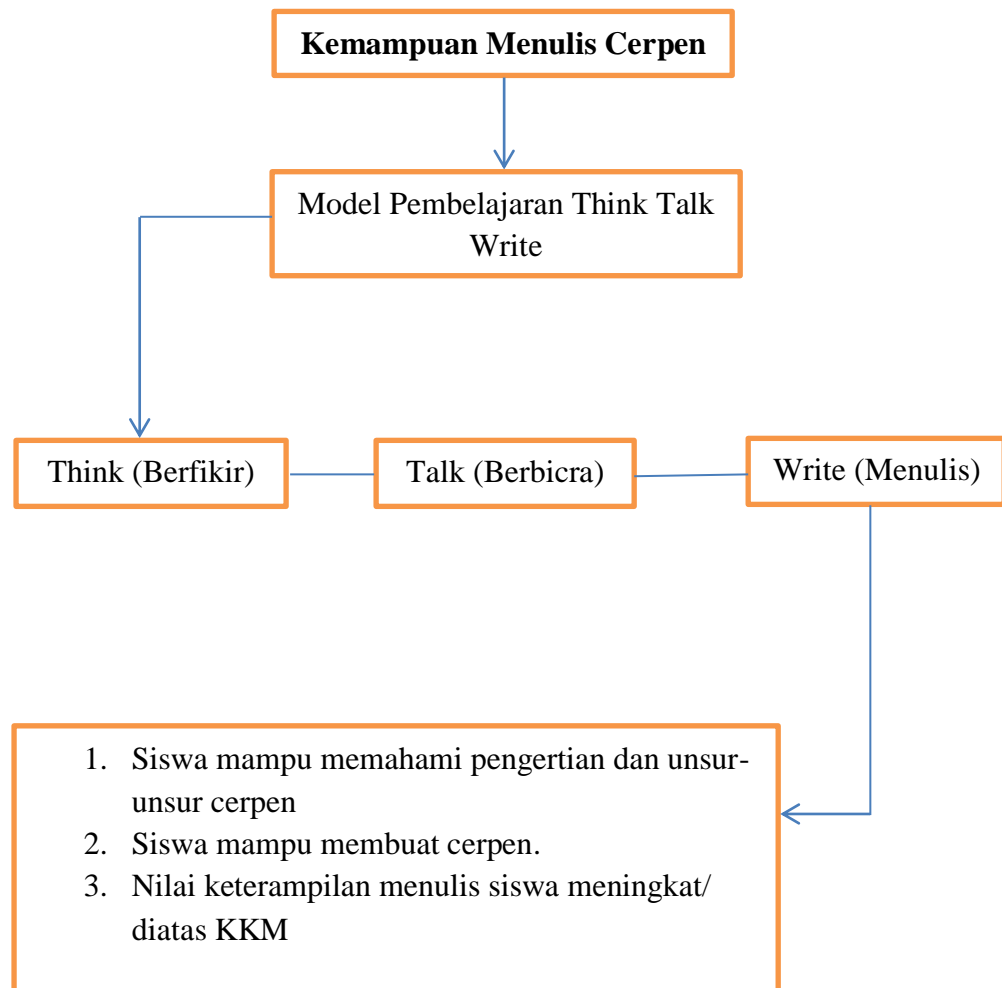 Kemampuan Menulis Cerpen
Model Pembelajaran Think Talk
Write
Think (Berfikir)
Talk (Berbicra)
Write (Menulis)
1. Siswa mampu memahami pengertian dan unsur-
unsur cerpen
2. Siswa mampu membuat cerpen.
3. Nilai keterampilan menulis siswa meningkat/
diatas KKM